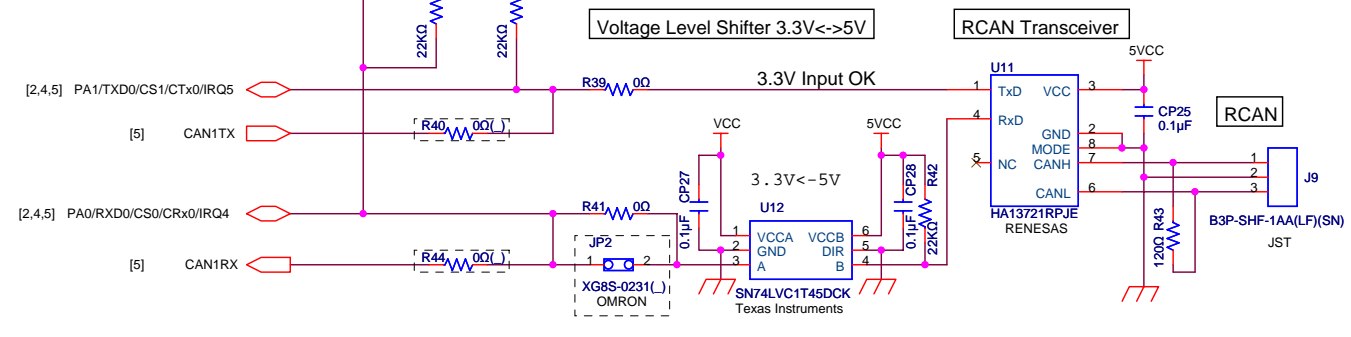 22KΩ
22KΩ
Voltage Level Shifter 3.3V<->5V
RCAN Transceiver
5VCC
U11
[2,4,5] PA1/TXD0/CS1/CTx0/IRQ5
R39 0Ω
3.3V Input OK
1 TxD VCC 3
CP25
0.1µF
RCAN
[5] CAN1TX
R40 0Ω(_)
VCC
5VCC
4 RxD
GND 2
MODE 8
5 NC CANH 7
CANL 6
1
2
3
J9
HA13721RPJE
RENESAS
B3P-SHF-1AA(LF)(SN)
JST
120Ω R43
CP27
0.1µF
3.3V<-5V
CP28
0.1µF
R42
22KΩ
[2,4,5] PA0/RXD0/CS0/CRx0/IRQ4
R41 0Ω
U12
1 VCCA VCCB 6
2 GND DIR 5
3 A B 4
SN74LVC1T45DCK
Texas Instruments
[5] CAN1RX
R44 0Ω(_)
JP2
1 2
XG8S-0231(_)
OMRON